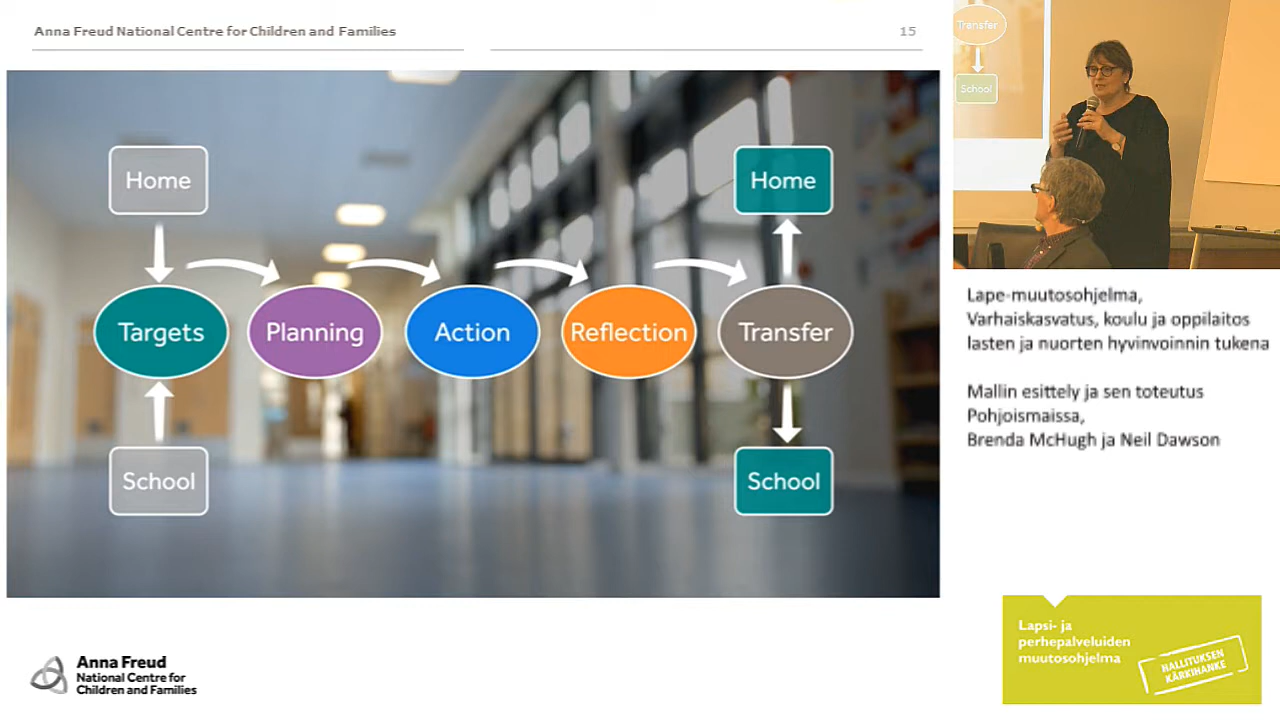 Anna Freud National Centre for Children and Families
15
Home
Home
Targets
Planning
Action
Reflection
Transfer
School
School
Transfer
School
Lape-muutosohjelma,
Varhaiskasvatus, koulu ja oppilaitos
lasten ja nuorten hyvinvoinnin tukena
Mallin esittely ja sen toteutus
Pohjoismaissa,
Brenda McHugh ja Neil Dawson
Anna Freud
National Centre for
Children and Families
Lapsi- ja
perhepalveluiden
muutosohjelma
HALLITUKSEN
KÄRKIHANKE